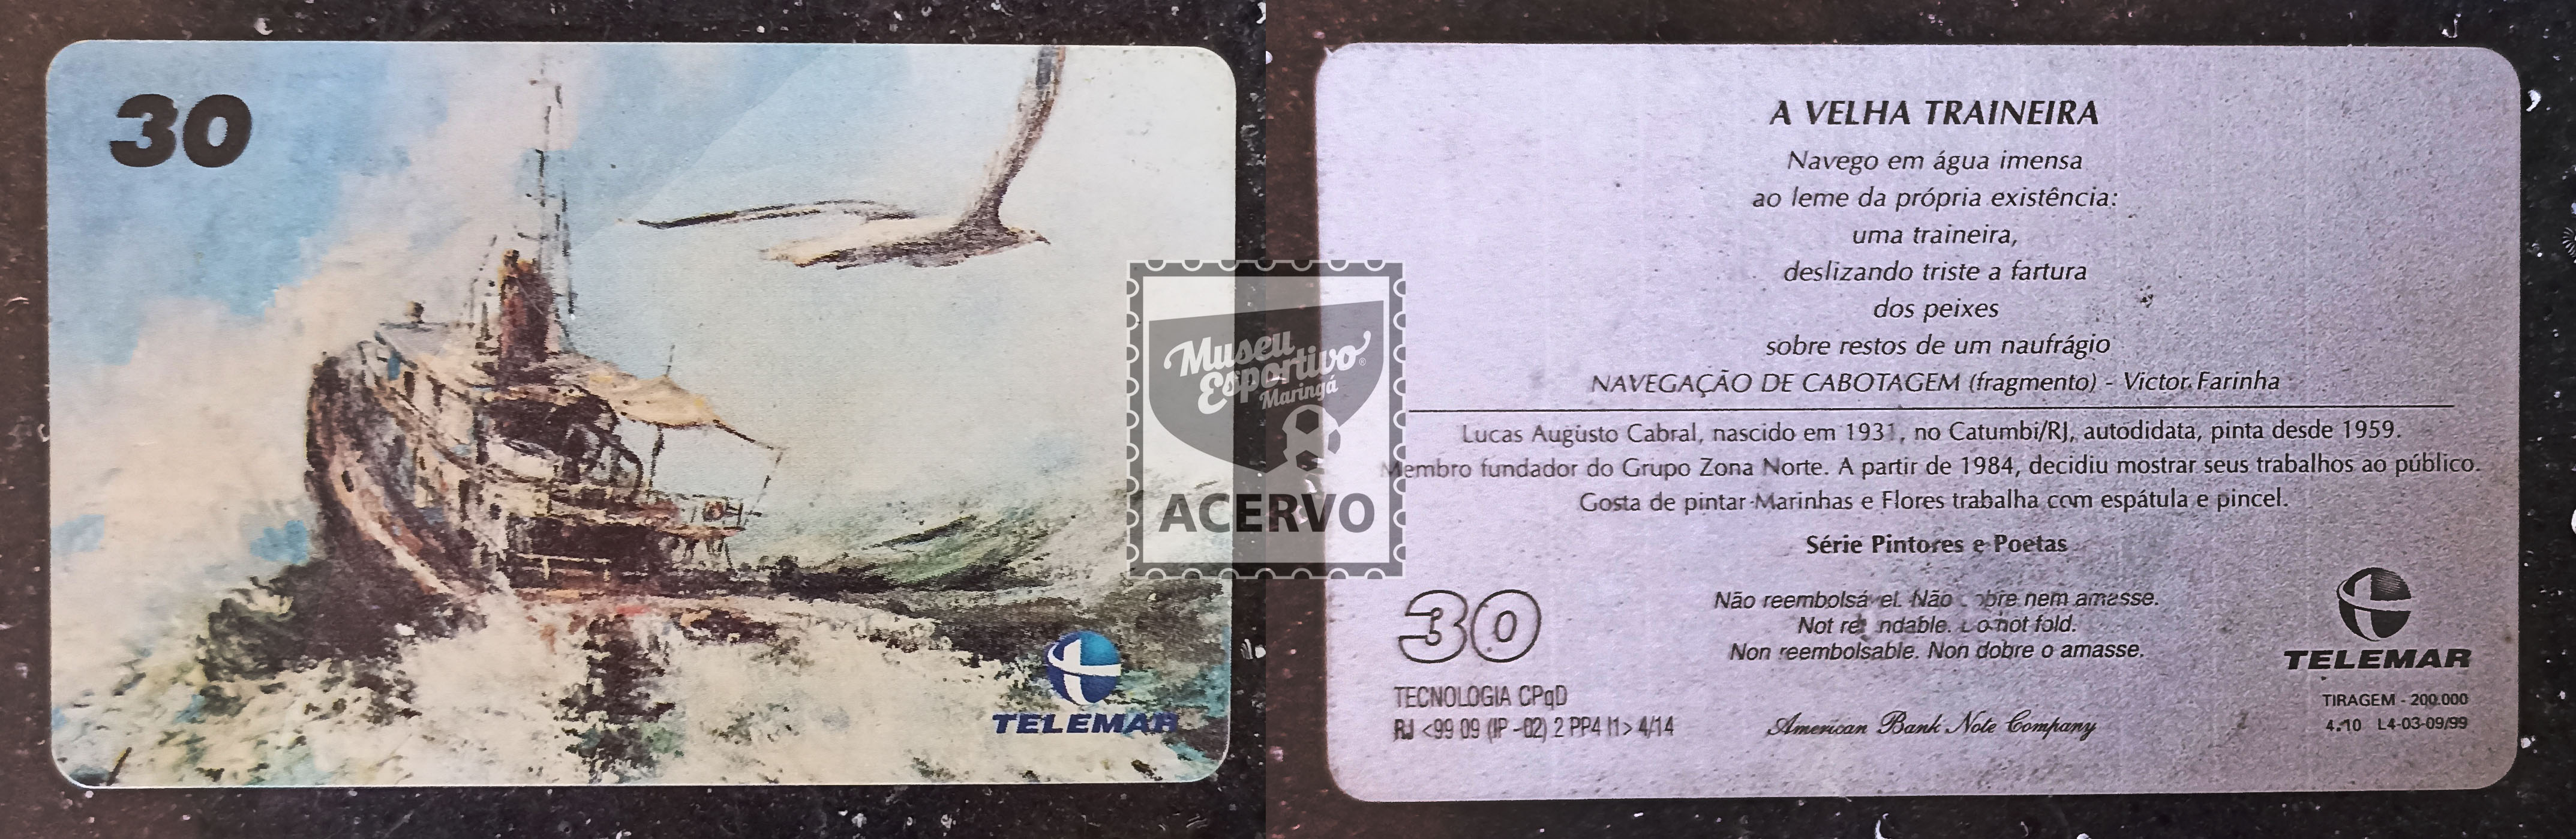 30
TELEMAR
Museu
Esportivo
Maringá
ACERVO
A VELHA TRAINEIRA
Navego em água imensa
ao leme da própria existência:
uma traineira,
deslizando triste a fartura
dos peixes
sobre restos de um naufrágio
NAVEGAÇÃO DE CABOTAGEM (fragmento) - Victor Farinha
Lucas Augusto Cabral, nascido em 1931, no Catumbi/RJ, autodidata, pinta desde 1959.
Membro fundador do Grupo Zona Norte. A partir de 1984, decidiu mostrar seus trabalhos ao público.
Gosta de pintar Marinhas e Flores trabalha com espátula e pincel.
Série Pintores e Poetas
30
Não reembolsável. Não dobre nem amasse.
Not refundable. Do not fold.
Non reembolsable. Non dobre o amasse.
TELEMAR
TECNOLOGIA CPqD
RJ <99 09 (IP -02) 2 PP4 I1> 4/14
American Bank Note Company
TIRAGEM - 200.000
4.10 L4-03-09/99